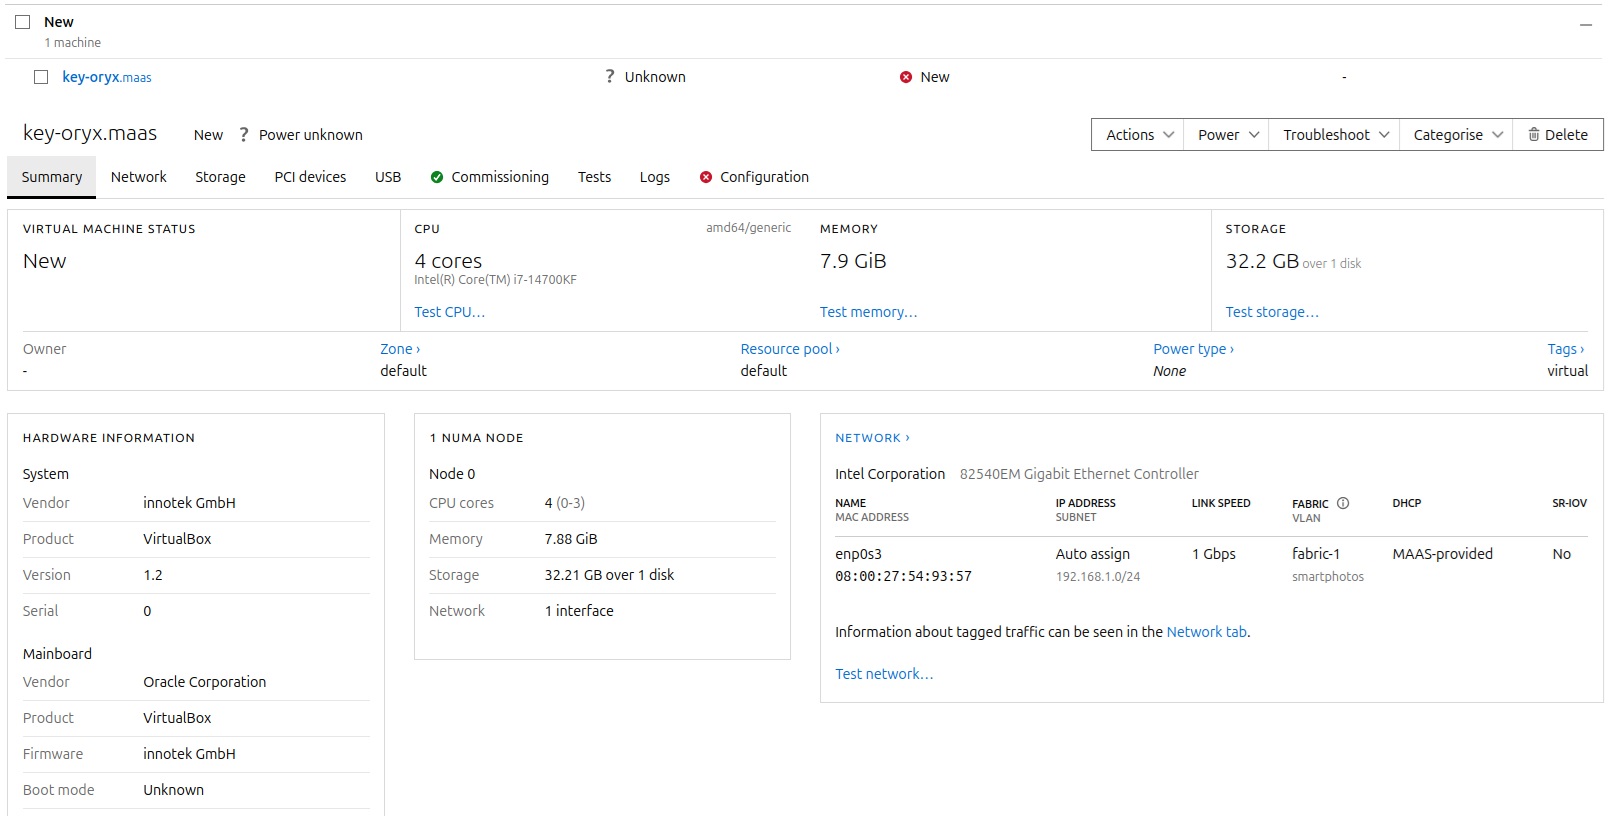 New
1 machine
key-oryx.maas ? Unknown New -
key-oryx.maas New ? Power unknown Actions Power Troubleshoot Categorise Delete
Summary Network Storage PCI devices USB Commissioning Tests Logs Configuration
VIRTUAL MACHINE STATUS
New
CPU amd64/generic
4 cores
Intel(R) Core(TM) i7-14700KF
Test CPU…
MEMORY
7.9 GiB
Test memory…
STORAGE
32.2 GB over 1 disk
Test storage…
Owner
-
Zone ›
default
Resource pool ›
default
Power type ›
None
Tags ›
virtual
HARDWARE INFORMATION
System
Vendor innotek GmbH
Product VirtualBox
Version 1.2
Serial 0
Mainboard
Vendor Oracle Corporation
Product VirtualBox
Firmware innotek GmbH
Boot mode Unknown
1 NUMA NODE
Node 0
CPU cores 4 (0-3)
Memory 7.88 GiB
Storage 32.21 GB over 1 disk
Network 1 interface
NETWORK ›
Intel Corporation 82540EM Gigabit Ethernet Controller
NAME IP ADDRESS LINK SPEED FABRIC DHCP SR-IOV
MAC ADDRESS SUBNET VLAN
enp0s3 Auto assign 1 Gbps fabric-1 MAAS-provided No
08:00:27:54:93:57 192.168.1.0/24 smartphotos
Information about tagged traffic can be seen in the Network tab.
Test network…